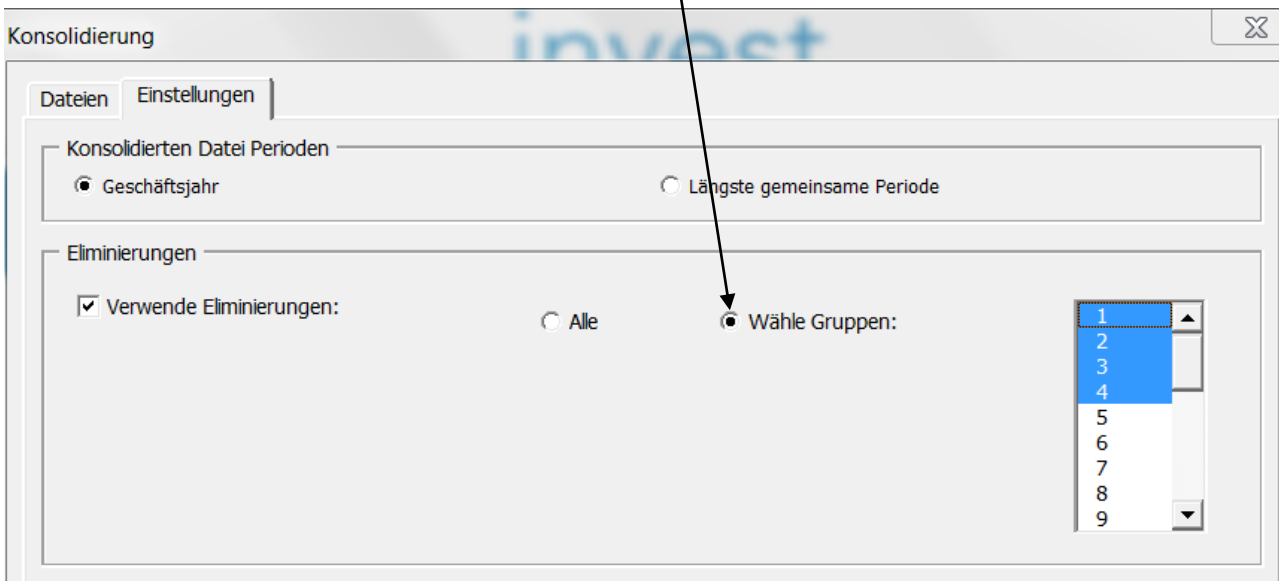 invest
Konsolidierung
Dateien Einstellungen
Konsolidierten Datei Perioden
Geschäftsjahr Längste gemeinsame Periode
Eliminierungen
Verwende Eliminierungen: Alle Wähle Gruppen:
1
2
3
4
5
6
7
8
9